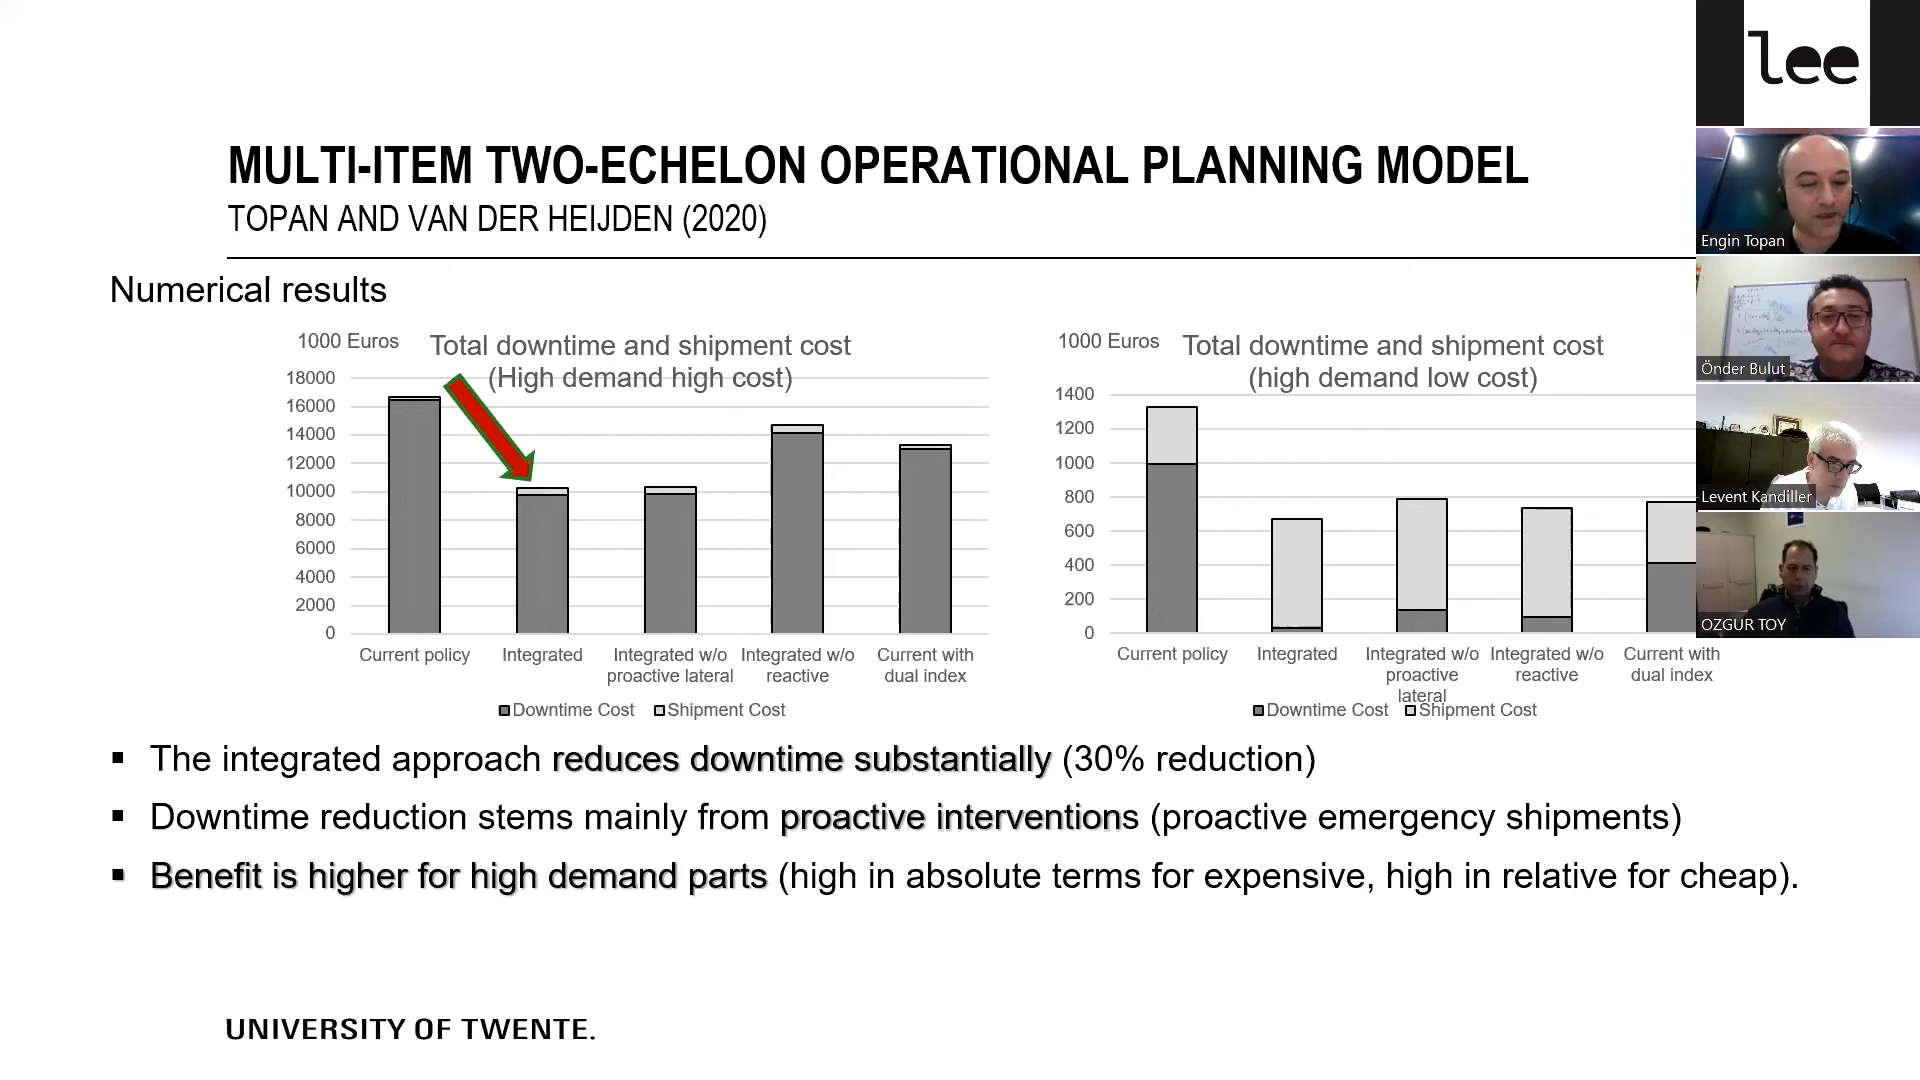 MULTI-ITEM TWO-ECHELON OPERATIONAL PLANNING MODEL
TOPAN AND VAN DER HEIJDEN (2020)
Numerical results
1000 Euros
Total downtime and shipment cost
(High demand high cost)
18000
16000
14000
12000
10000
8000
6000
4000
2000
0
Current policy
Integrated
Integrated w/o
proactive lateral
Integrated w/o
reactive
Current with
dual index
Downtime Cost
Shipment Cost
1000 Euros
Total downtime and shipment cost
(high demand low cost)
1400
1200
1000
800
600
400
200
0
Current policy
Integrated
Integrated w/o
proactive
lateral
Integrated w/o
reactive
Current with
dual index
Downtime Cost
Shipment Cost
▪ The integrated approach reduces downtime substantially (30% reduction)
▪ Downtime reduction stems mainly from proactive interventions (proactive emergency shipments)
▪ Benefit is higher for high demand parts (high in absolute terms for expensive, high in relative for cheap).
UNIVERSITY OF TWENTE.
lee
Engin Topan
Önder Bulut
Levent Kandiller
OZGUR TOY